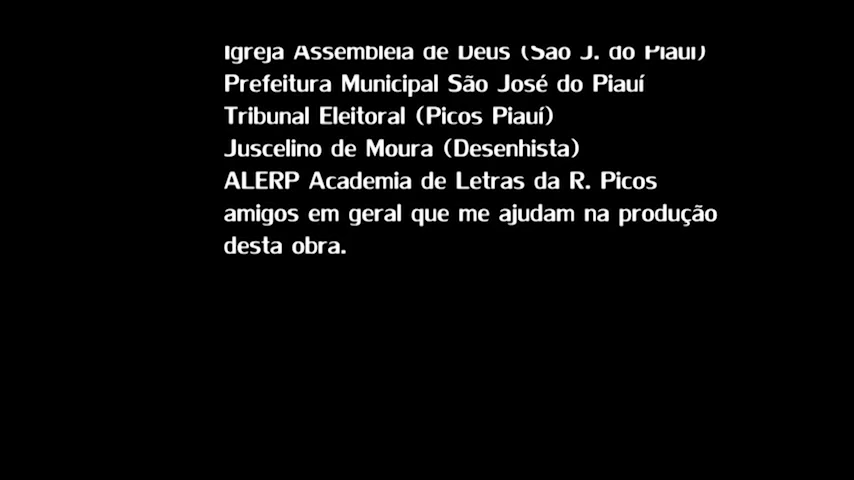 Igreja Assembleia de Deus (São J. do Piauí)
Prefeitura Municipal São José do Piauí
Tribunal Eleitoral (Picos Piauí)
Juscelino de Moura (Desenhista)
ALERP Academia de Letras da R. Picos
amigos em geral que me ajudam na produção
desta obra.